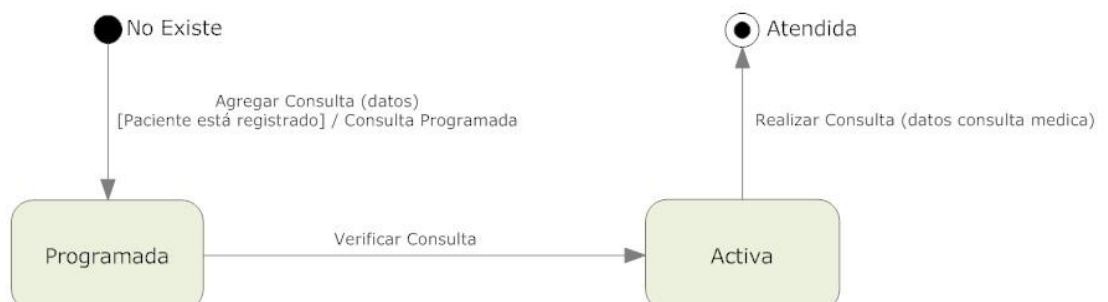 No Existe
Atendida
Agregar Consulta (datos)
[Paciente está registrado] / Consulta Programada
Realizar Consulta (datos consulta medica)
Programada
Verificar Consulta
Activa